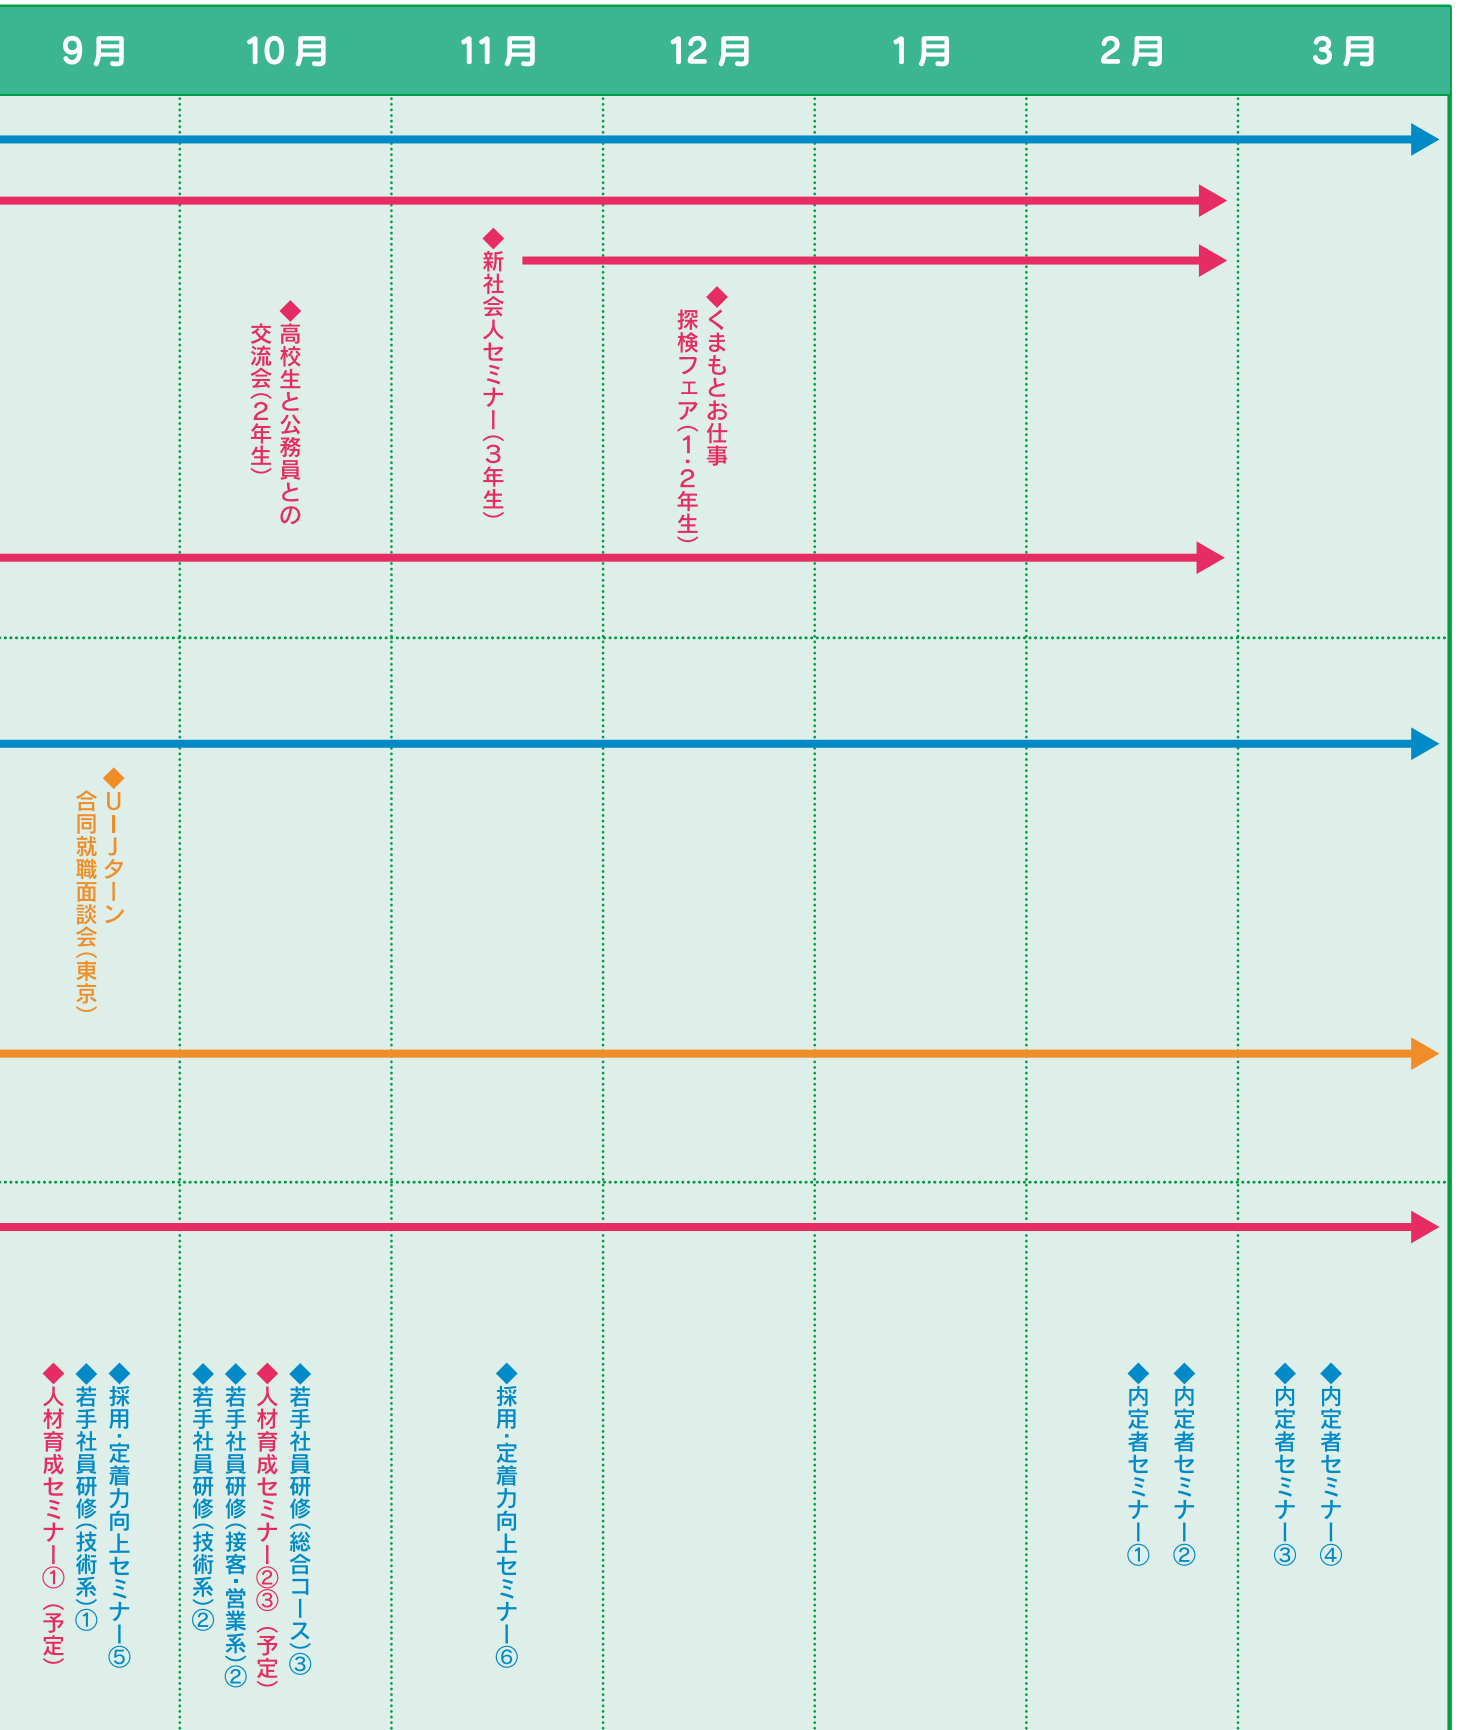 9月
10月
11月
12月
1月
2月
3月
◆新社会人セミナー(3年生)
◆くまもとお仕事
探検フェア(1・2年生)
◆高校生と公務員との
交流会(2年生)
◆UIJターン
合同就職面談会(東京)
◆人材育成セミナー①(予定)
◆若手社員研修(技術系)①
◆採用・定着力向上セミナー⑤
◆若手社員研修(技術系)②
◆若手社員研修(接客・営業系)②
◆人材育成セミナー②③(予定)
◆若手社員研修(総合コース)③
◆採用・定着力向上セミナー⑥
◆内定者セミナー①
◆内定者セミナー②
◆内定者セミナー③
◆内定者セミナー④